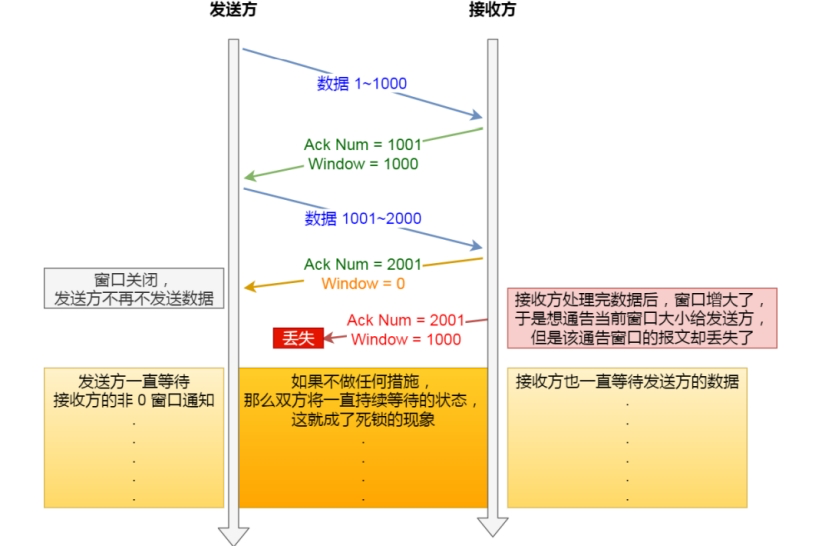 发送方
接收方
数据 1~1000
Ack Num = 1001
Window = 1000
数据 1001~2000
Ack Num = 2001
Window = 0
窗口关闭，
发送方不再不发送数据
接收方处理完数据后，窗口增大了，
于是想通告当前窗口大小给发送方，
但是该通告窗口的报文却丢失了
Ack Num = 2001
Window = 1000
丢失
发送方一直等待
接收方的非 0 窗口通知
.
.
.
.
.
如果不做任何措施，
那么双方将一直持续等待的状态，
这就成了死锁的现象
.
.
.
.
接收方也一直等待发送方的数据
.
.
.
.
.
.